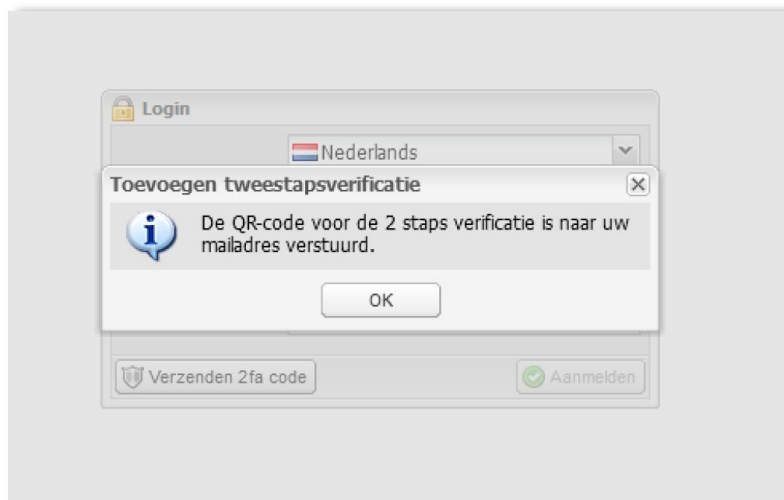 Login
Nederlands
Toevoegen tweestapsverificatie
De QR-code voor de 2 staps verificatie is naar uw
mailadres verstuurd.
OK
Verzenden 2fa code
Aanmelden